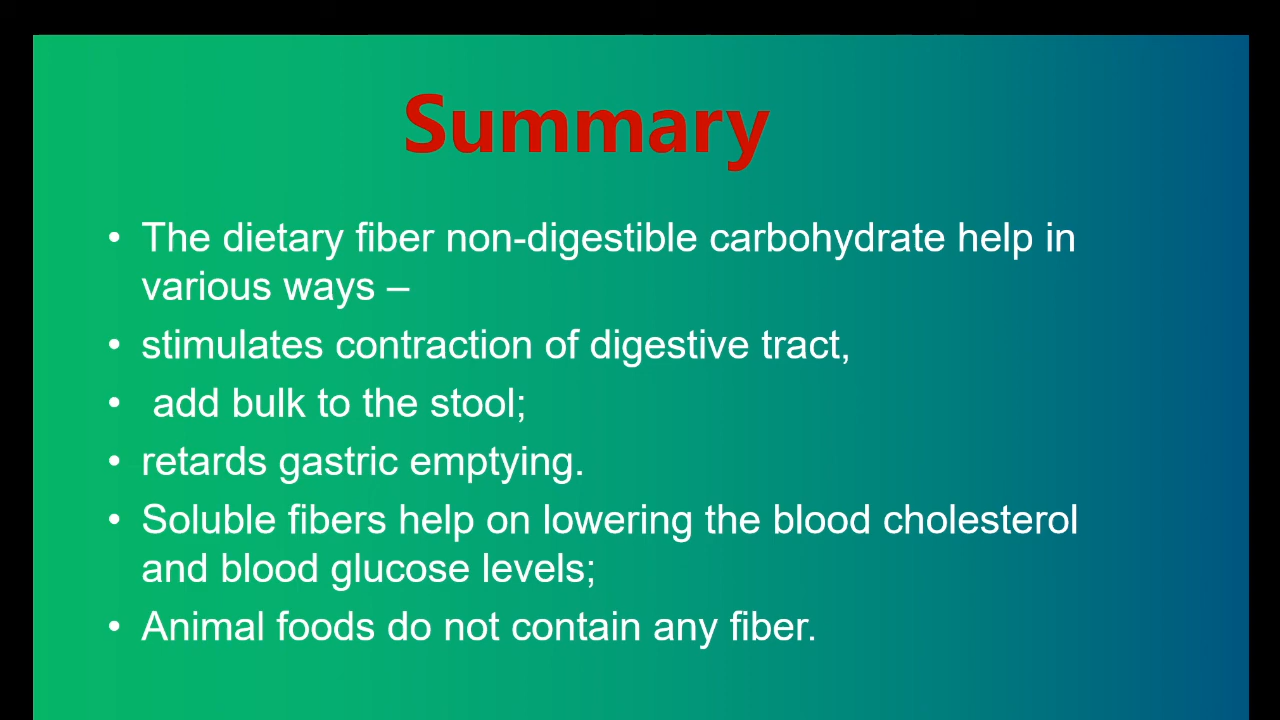 Summary
• The dietary fiber non-digestible carbohydrate help in
various ways –
• stimulates contraction of digestive tract,
• add bulk to the stool;
• retards gastric emptying.
• Soluble fibers help on lowering the blood cholesterol
and blood glucose levels;
• Animal foods do not contain any fiber.